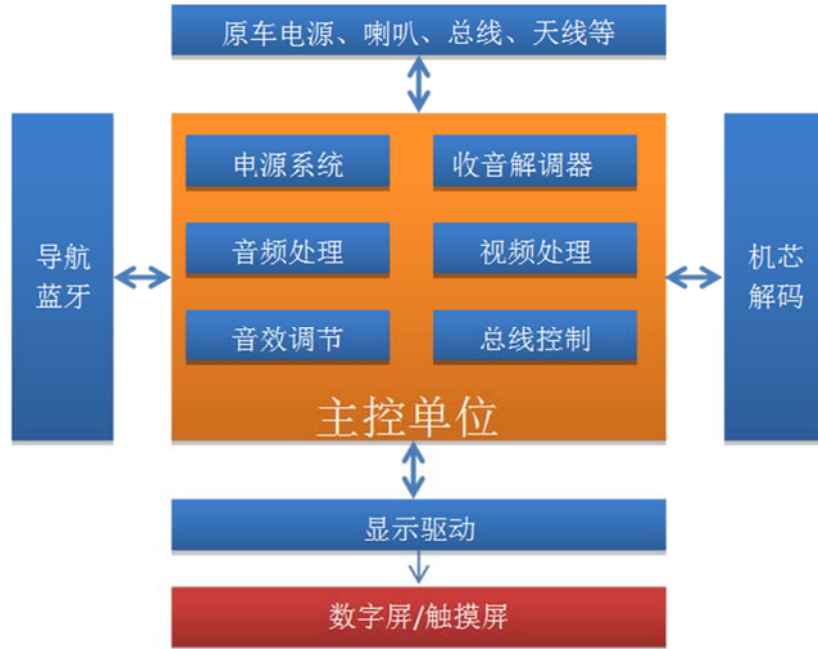 原车电源、喇叭、总线、天线等
电源系统
收音解调器
导航
蓝牙
音频处理
视频处理
机芯
解码
音效调节
总线控制
主控单位
显示驱动
数字屏/触摸屏